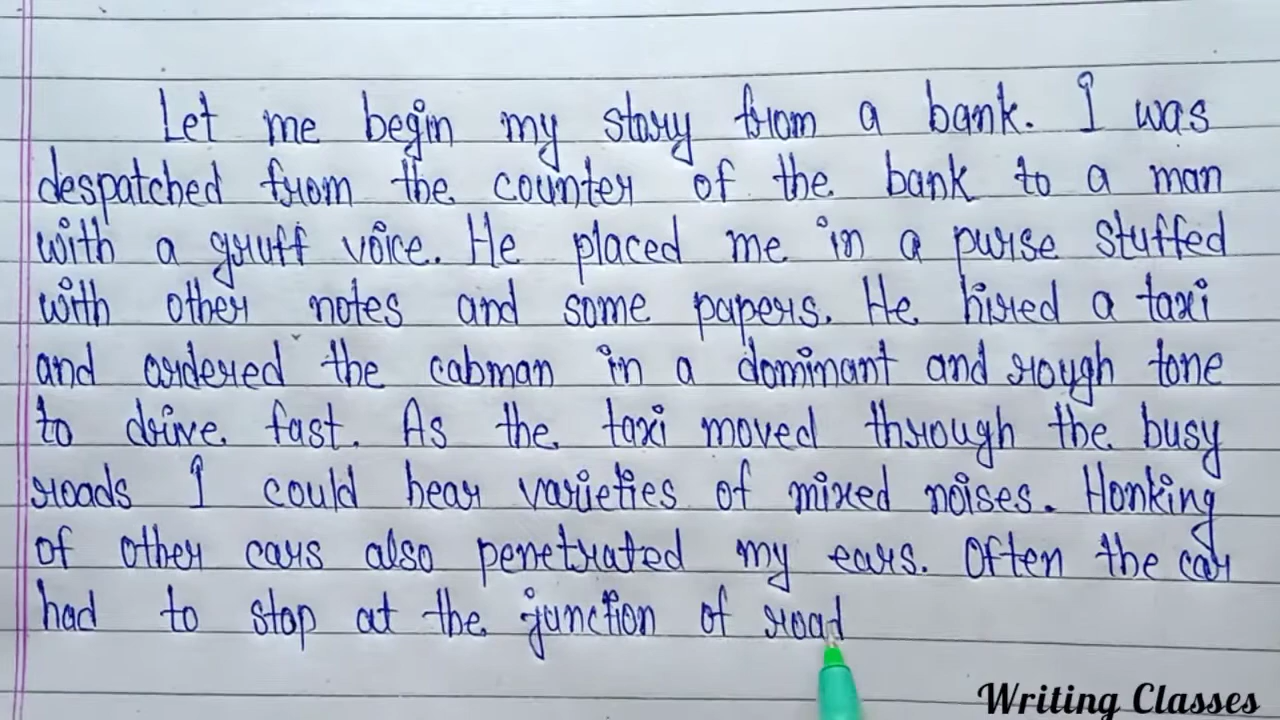 Let me begin my story from a bank. I was
despatched from the counter of the bank to a man
with a gruff voice. He placed me in a purse stuffed
with other notes and some papers. He hired a taxi
and ordered the cabman in a dominant and rough tone
to drive fast. As the taxi moved through the busy
roads I could hear varieties of mixed noises. Honking
of other cars also penetrated my ears. Often the car
had to stop at the junction of road
Writing Classes